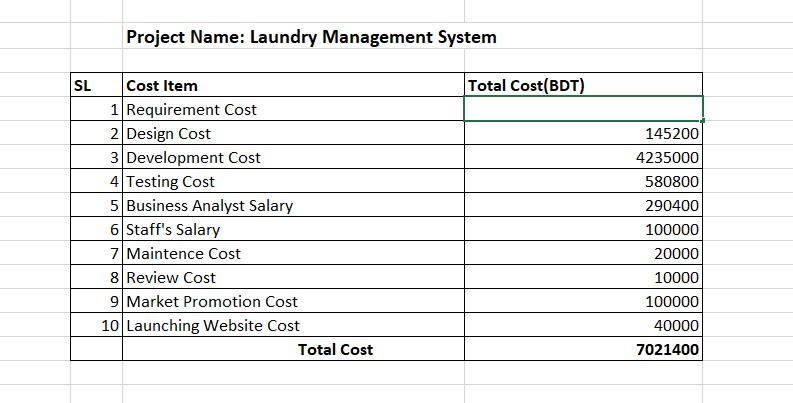 Project Name: Laundry Management System
SL Cost Item Total Cost(BDT)
1 Requirement Cost
2 Design Cost 145200
3 Development Cost 4235000
4 Testing Cost 580800
5 Business Analyst Salary 290400
6 Staff's Salary 100000
7 Maintence Cost 20000
8 Review Cost 10000
9 Market Promotion Cost 100000
10 Launching Website Cost 40000
Total Cost 7021400